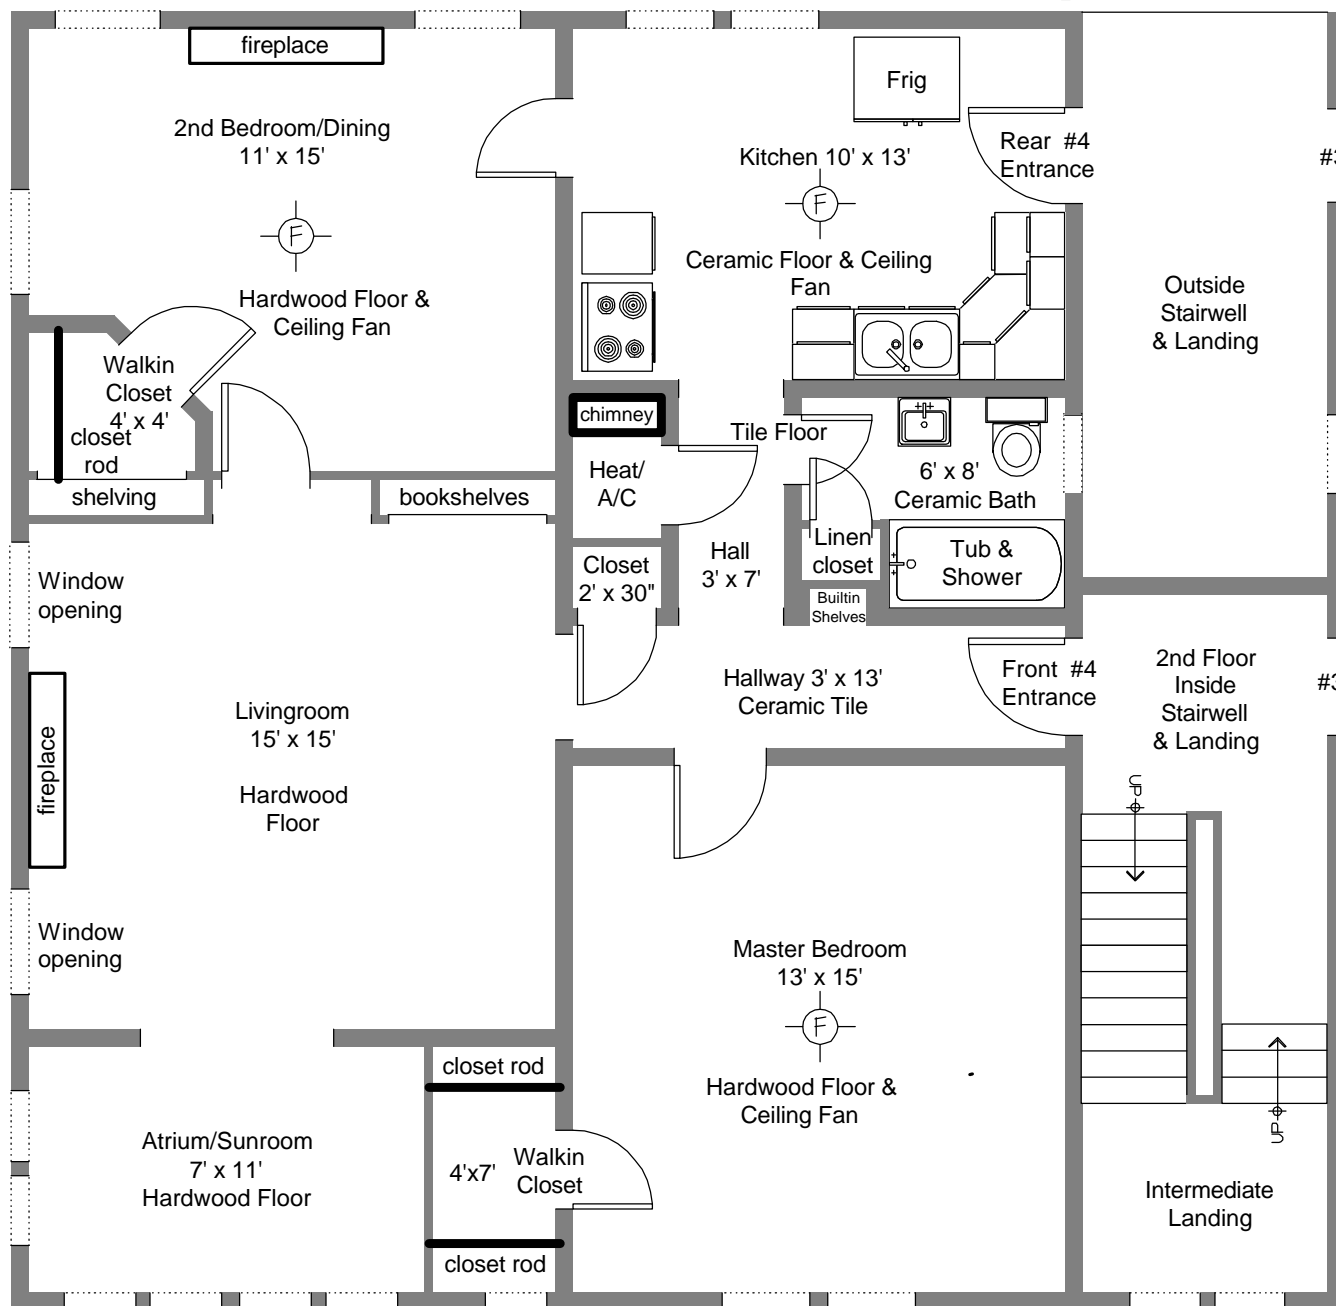 fireplace
2nd Bedroom/Dining
11' x 15'
F
Hardwood Floor &
Ceiling Fan
Frig
Kitchen 10' x 13'
F
Ceramic Floor & Ceiling
Fan
Rear #4
Entrance
#3
Outside
Stairwell
& Landing
Walkin
Closet
4' x 4'
closet
rod
shelving
bookshelves
chimney
Heat/
A/C
Tile Floor
6' x 8'
Ceramic Bath
Linen
closet
Tub &
Shower
Closet
2' x 30"
Hall
3' x 7'
Builtin
Shelves
Window
opening
Livingroom
15' x 15'
Hardwood
Floor
fireplace
Window
opening
Hallway 3' x 13'
Ceramic Tile
Front #4
Entrance
2nd Floor
Inside
Stairwell
& Landing
#3
UP
Master Bedroom
13' x 15'
F
Hardwood Floor &
Ceiling Fan
closet rod
4'x7'
Walkin
Closet
closet rod
Atrium/Sunroom
7' x 11'
Hardwood Floor
UP
Intermediate
Landing